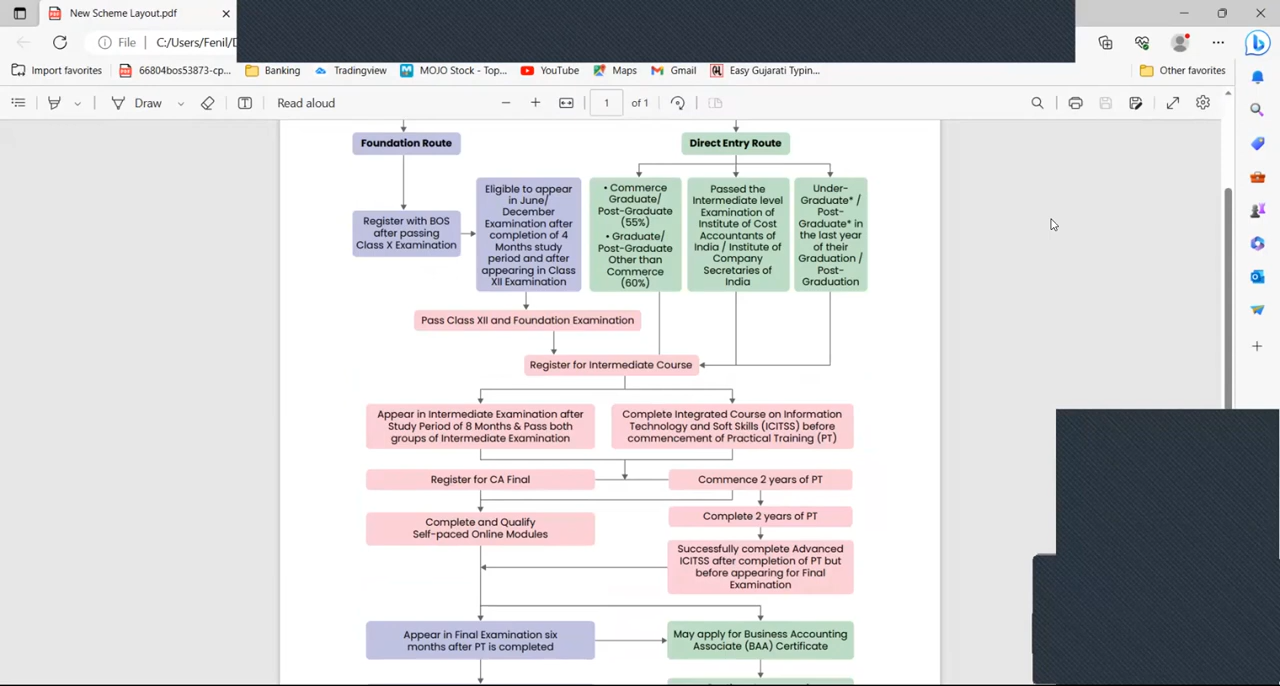 New Scheme Layout.pdf
File
C:/Users/Fenil/D
Import favorites
66804bos53873-cp...
Banking
Tradingview
MOJO Stock - Top...
YouTube
Maps
Gmail
Easy Gujarati Typin...
Other favorites
Draw
Read aloud
1
of 1
Foundation Route
Direct Entry Route
Register with BOS
after passing
Class X Examination
Eligible to appear
in June/
December
Examination after
completion of 4
Months study
period and after
appearing in Class
XII Examination
• Commerce
Graduate/
Post-Graduate
(55%)
• Graduate/
Post-Graduate
Other than
Commerce
(60%)
Passed the
Intermediate level
Examination of
Institute of Cost
Accountants of
India / Institute of
Company
Secretaries of
India
Under-
Graduate* /
Post-
Graduate* in
the last year
of their
Graduation /
Post-
Graduation
Pass Class XII and Foundation Examination
Register for Intermediate Course
Appear in Intermediate Examination after
Study Period of 8 Months & Pass both
groups of Intermediate Examination
Complete Integrated Course on Information
Technology and Soft Skills (ICITSS) before
commencement of Practical Training (PT)
Register for CA Final
Commence 2 years of PT
Complete and Qualify
Self-paced Online Modules
Complete 2 years of PT
Successfully complete Advanced
ICITSS after completion of PT but
before appearing for Final
Examination
Appear in Final Examination six
months after PT is completed
May apply for Business Accounting
Associate (BAA) Certificate